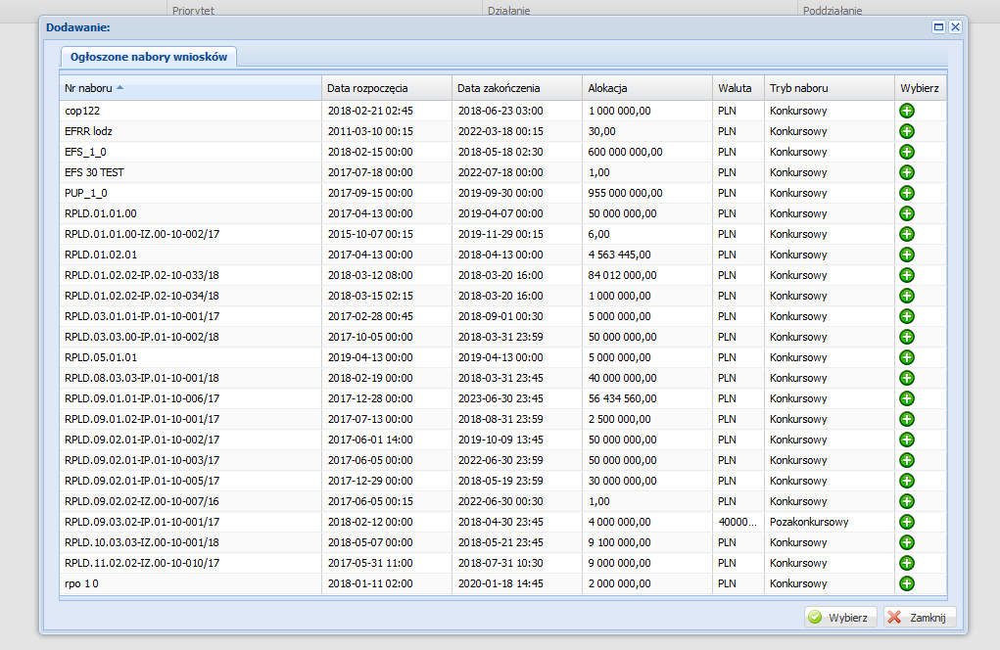 Priorytet Działanie Poddziałanie
Dodawanie:
Ogłoszone nabory wniosków
Nr naboru Data rozpoczęcia Data zakończenia Alokacja Waluta Tryb naboru Wybierz
cop122 2018-02-21 02:45 2018-06-23 03:00 1 000 000,00 PLN Konkursowy
EFRR lodz 2011-03-10 00:15 2022-03-18 00:15 30,00 PLN Konkursowy
EFS_1_0 2018-02-15 00:00 2018-05-18 02:30 600 000 000,00 PLN Konkursowy
EFS 30 TEST 2017-07-18 00:00 2022-07-18 00:00 1,00 PLN Konkursowy
PUP_1_0 2017-09-15 00:00 2019-09-30 00:00 955 000 000,00 PLN Konkursowy
RPLD.01.01.00 2017-04-13 00:00 2019-04-07 00:00 50 000 000,00 PLN Konkursowy
RPLD.01.01.00-IZ.00-10-002/17 2015-10-07 00:15 2019-11-29 00:15 6,00 PLN Konkursowy
RPLD.01.02.01 2017-04-13 00:00 2018-04-13 00:00 4 563 445,00 PLN Konkursowy
RPLD.01.02.02-IP.02-10-033/18 2018-03-12 08:00 2018-03-20 16:00 84 012 000,00 PLN Konkursowy
RPLD.01.02.02-IP.02-10-034/18 2018-03-15 02:15 2018-03-20 16:00 1 000 000,00 PLN Konkursowy
RPLD.03.01.01-IP.01-10-001/17 2017-02-28 00:45 2018-09-01 00:30 5 000 000,00 PLN Konkursowy
RPLD.03.03.00-IP.01-10-002/18 2017-10-05 00:00 2018-03-31 23:59 50 000 000,00 PLN Konkursowy
RPLD.05.01.01 2019-04-13 00:00 2019-04-13 00:00 5 000 000,00 PLN Konkursowy
RPLD.08.03.03-IP.01-10-001/18 2018-02-19 00:00 2018-03-31 23:45 40 000 000,00 PLN Konkursowy
RPLD.09.01.01-IP.01-10-006/17 2017-12-28 00:00 2023-06-30 23:45 56 434 560,00 PLN Konkursowy
RPLD.09.01.02-IP.01-10-001/17 2017-07-13 00:00 2018-08-31 23:59 2 500 000,00 PLN Konkursowy
RPLD.09.02.01-IP.01-10-002/17 2017-06-01 14:00 2019-10-09 13:45 50 000 000,00 PLN Konkursowy
RPLD.09.02.01-IP.01-10-003/17 2017-06-05 00:00 2022-06-30 23:59 50 000 000,00 PLN Konkursowy
RPLD.09.02.01-IP.01-10-005/17 2017-12-29 00:00 2018-05-19 23:59 30 000 000,00 PLN Konkursowy
RPLD.09.02.02-IZ.00-10-007/16 2017-06-05 00:15 2022-06-30 00:30 1,00 PLN Konkursowy
RPLD.09.03.02-IP.01-10-001/17 2018-02-12 00:00 2018-04-30 23:45 4 000 000,00 40000... Pozakonkursowy
RPLD.10.03.03-IZ.00-10-001/18 2018-05-07 00:00 2018-05-21 23:45 9 100 000,00 PLN Konkursowy
RPLD.11.02.02-IZ.00-10-010/17 2017-05-31 11:00 2018-07-31 10:30 9 000 000,00 PLN Konkursowy
rpo 1 0 2018-01-11 02:00 2020-01-18 14:45 2 000 000,00 PLN Konkursowy
Wybierz Zamknij